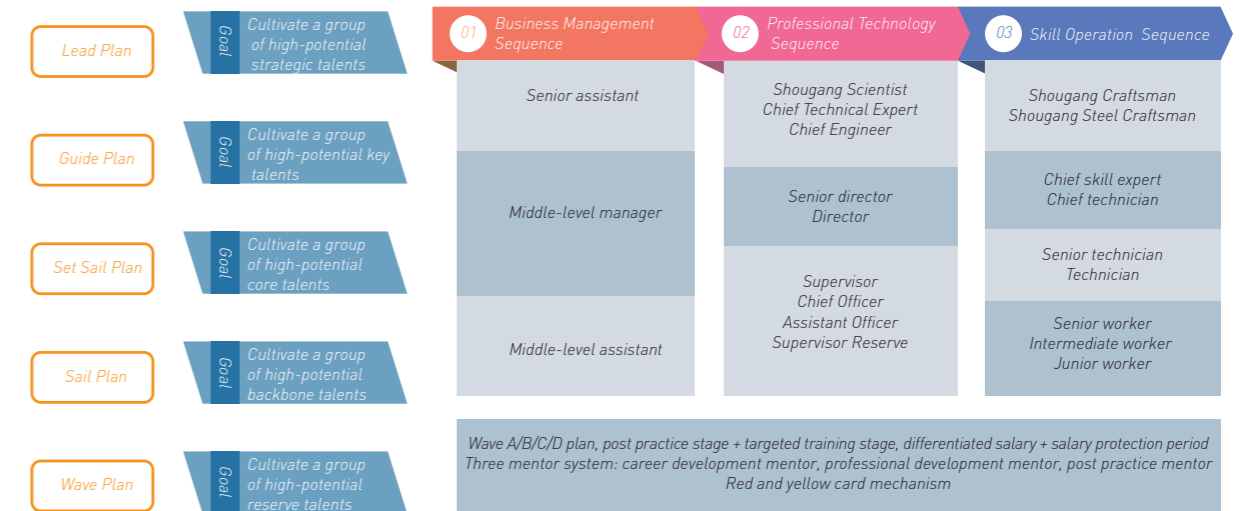 Lead Plan
Goal
Cultivate a group
of high-potential
strategic talents
Guide Plan
Goal
Cultivate a group
of high-potential key
talents
Set Sail Plan
Goal
Cultivate a group
of high-potential
core talents
Sail Plan
Goal
Cultivate a group
of high-potential
backbone talents
Wave Plan
Goal
Cultivate a group
of high-potential
reserve talents
01
Business Management
Sequence
Senior assistant
Middle-level manager
Middle-level assistant
02
Professional Technology
Sequence
Shougang Scientist
Chief Technical Expert
Chief Engineer
Senior director
Director
Supervisor
Chief Officer
Assistant Officer
Supervisor Reserve
03
Skill Operation Sequence
Shougang Craftsman
Shougang Steel Craftsman
Chief skill expert
Chief technician
Senior technician
Technician
Senior worker
Intermediate worker
Junior worker
Wave A/B/C/D plan, post practice stage + targeted training stage, differentiated salary + salary protection period
Three mentor system: career development mentor, professional development mentor, post practice mentor
Red and yellow card mechanism